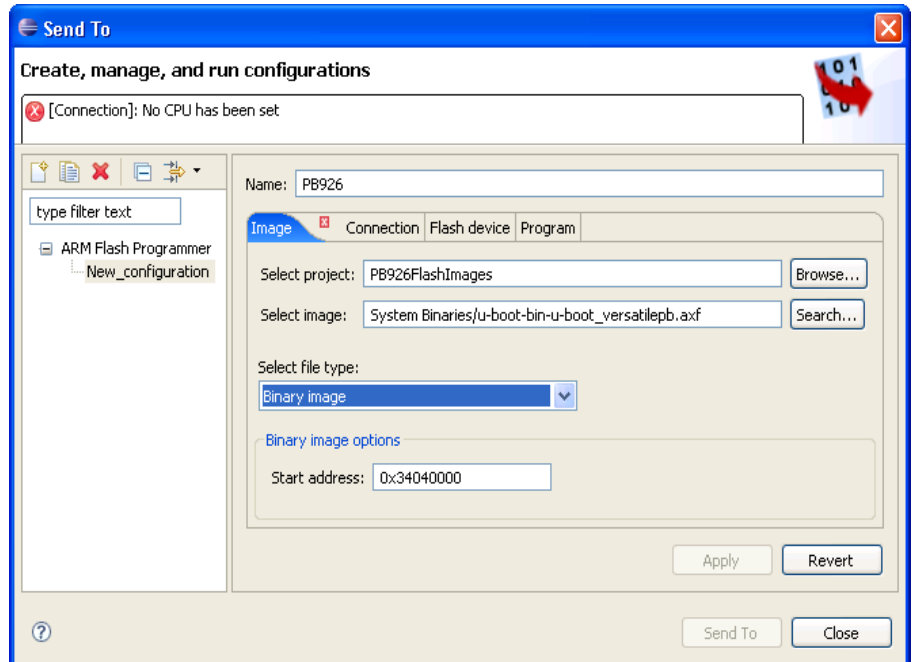 Send To
Create, manage, and run configurations
[Connection]: No CPU has been set
type filter text
ARM Flash Programmer
New_configuration
Name: PB926
Image Connection Flash device Program
Select project: PB926FlashImages Browse...
Select image: System Binaries/u-boot-bin-u-boot_versatilepb.axf Search...
Select file type:
Binary image
Binary image options
Start address: 0x34040000
Apply Revert
Send To Close